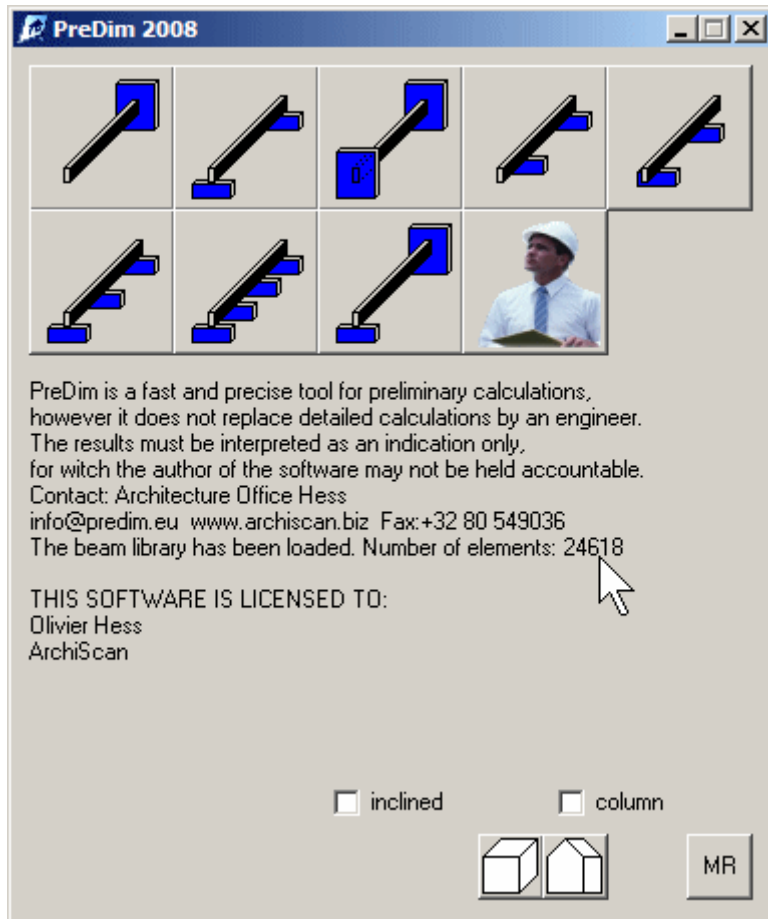 PreDim 2008
PreDim is a fast and precise tool for preliminary calculations,
however it does not replace detailed calculations by an engineer.
The results must be interpreted as an indication only,
for witch the author of the software may not be held accountable.
Contact: Architecture Office Hess
info@predim.eu  www.archiscan.biz  Fax:+32 80 549036
The beam library has been loaded. Number of elements: 24618
THIS SOFTWARE IS LICENSED TO:
Olivier Hess
ArchiScan
inclined column
MR